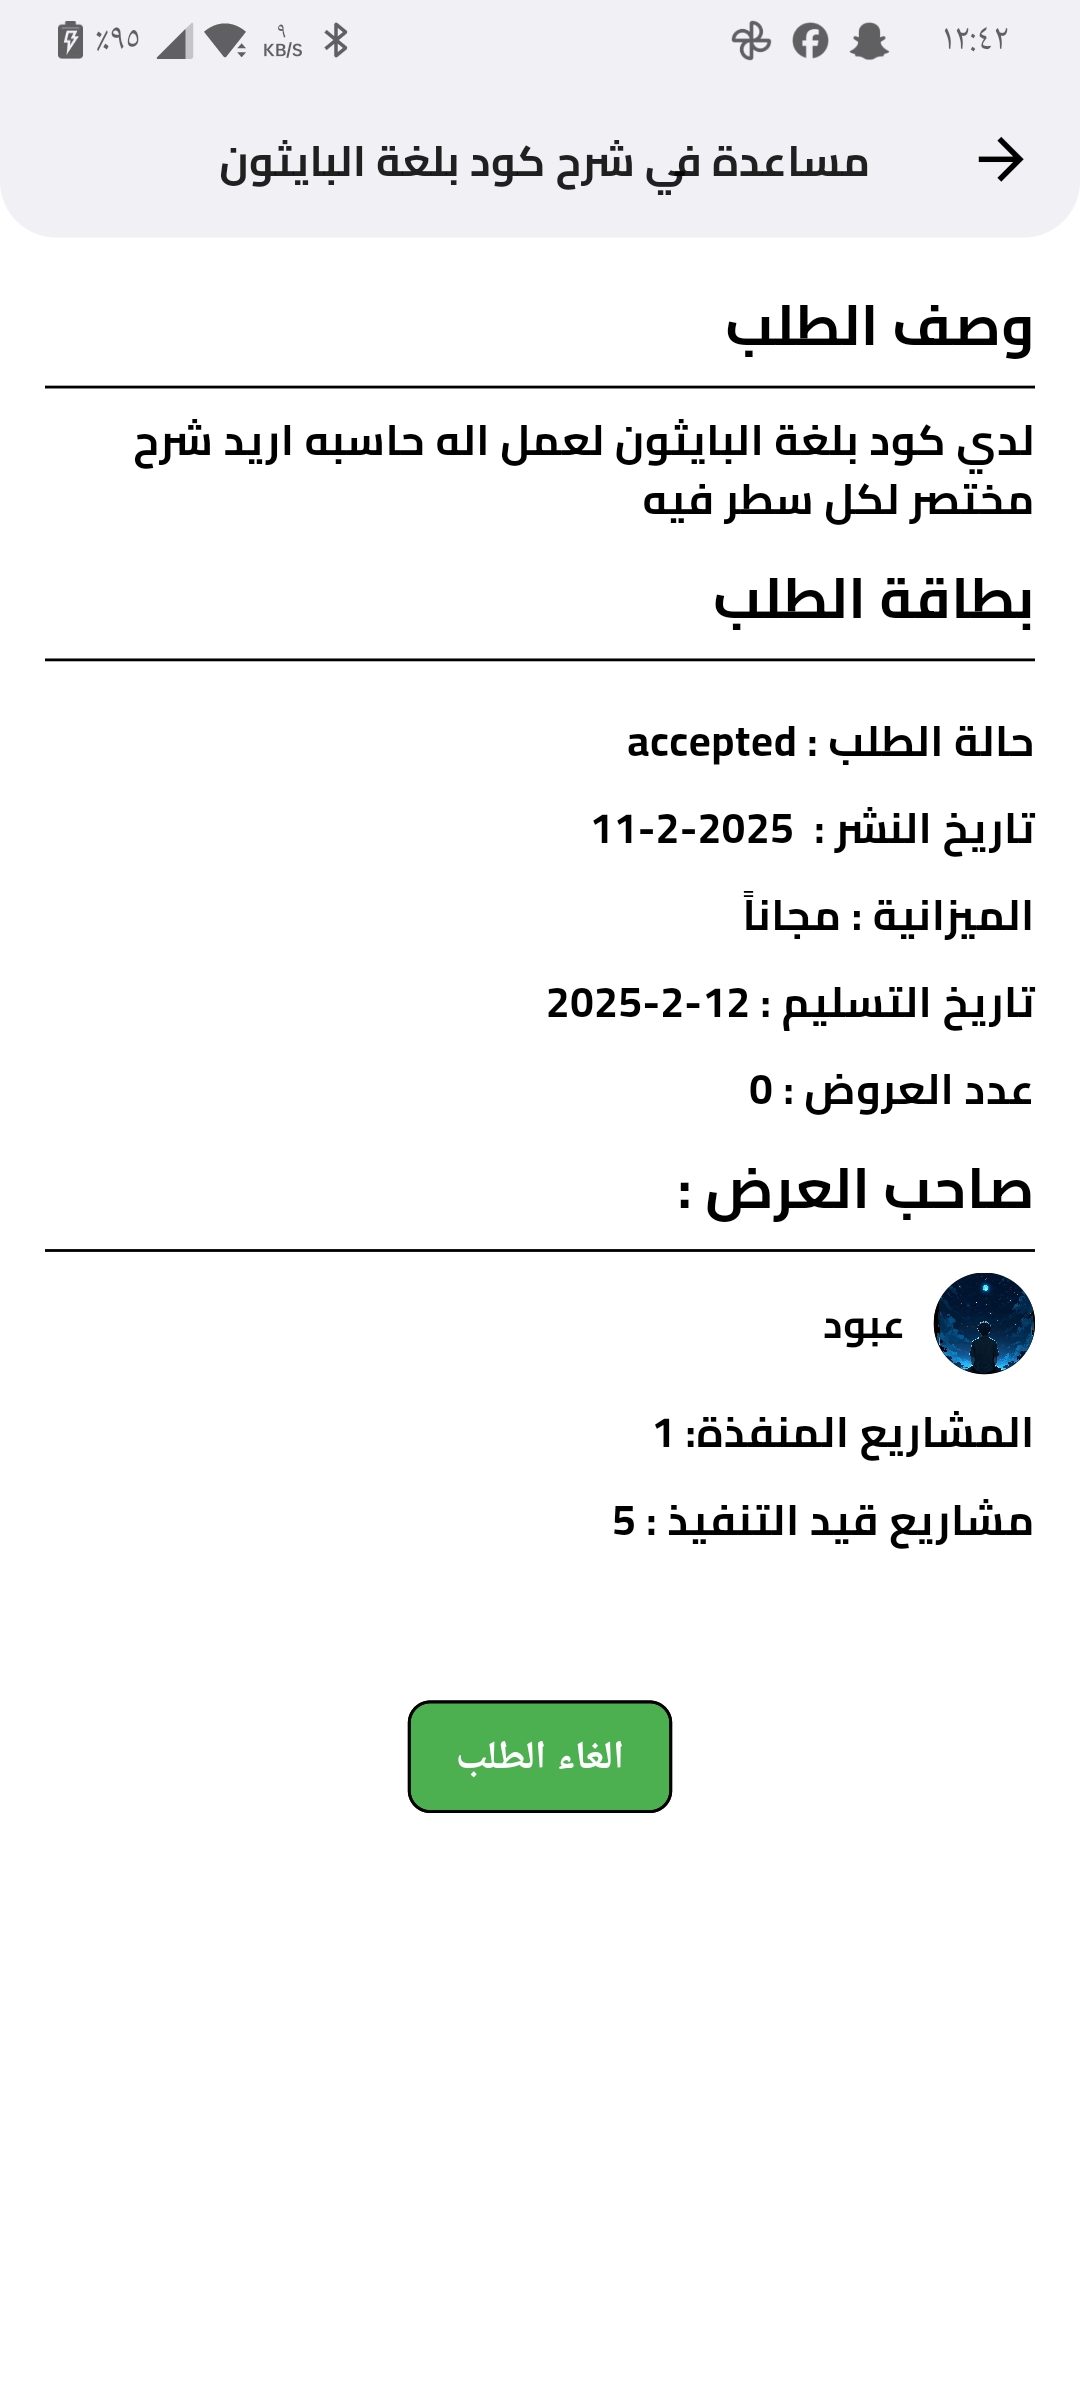 ١٢:٤٢
٩ KB/S
٪٩٥
مساعدة في شرح كود بلغة البايثون
وصف الطلب
لدي كود بلغة البايثون لعمل اله حاسبه اريد شرح
مختصر لكل سطر فيه
بطاقة الطلب
حالة الطلب : accepted
تاريخ النشر :  11-2-2025
الميزانية : مجاناً
تاريخ التسليم : 12-2-2025
عدد العروض : 0
صاحب العرض :
عبود
المشاريع المنفذة: 1
مشاريع قيد التنفيذ : 5
الغاء الطلب